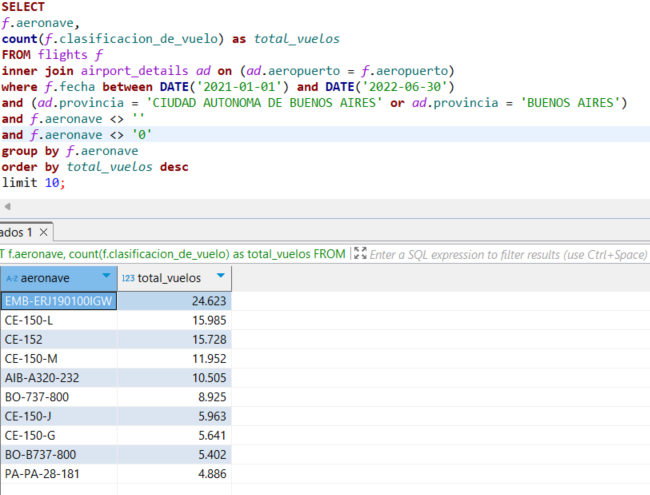 SELECT
f.aeronave,
count(f.clasificacion_de_vuelo) as total_vuelos
FROM flights f
inner join airport_details ad on (ad.aeropuerto = f.aeropuerto)
where f.fecha between DATE('2021-01-01') and DATE('2022-06-30')
and (ad.provincia = 'CIUDAD AUTONOMA DE BUENOS AIRES' or ad.provincia = 'BUENOS AIRES')
and f.aeronave <> ''
and f.aeronave <> '0'
group by f.aeronave
order by total_vuelos desc
limit 10;
ados 1 ×
T f.aeronave, count(f.clasificacion_de_vuelo) as total_vuelos FROM Enter a SQL expression to filter results (use Ctrl+Space)
A-Z aeronave 123 total_vuelos
EMB-ERJ190100IGW 24.623
CE-150-L 15.985
CE-152 15.728
CE-150-M 11.952
AIB-A320-232 10.505
BO-737-800 8.925
CE-150-J 5.963
CE-150-G 5.641
BO-B737-800 5.402
PA-PA-28-181 4.886